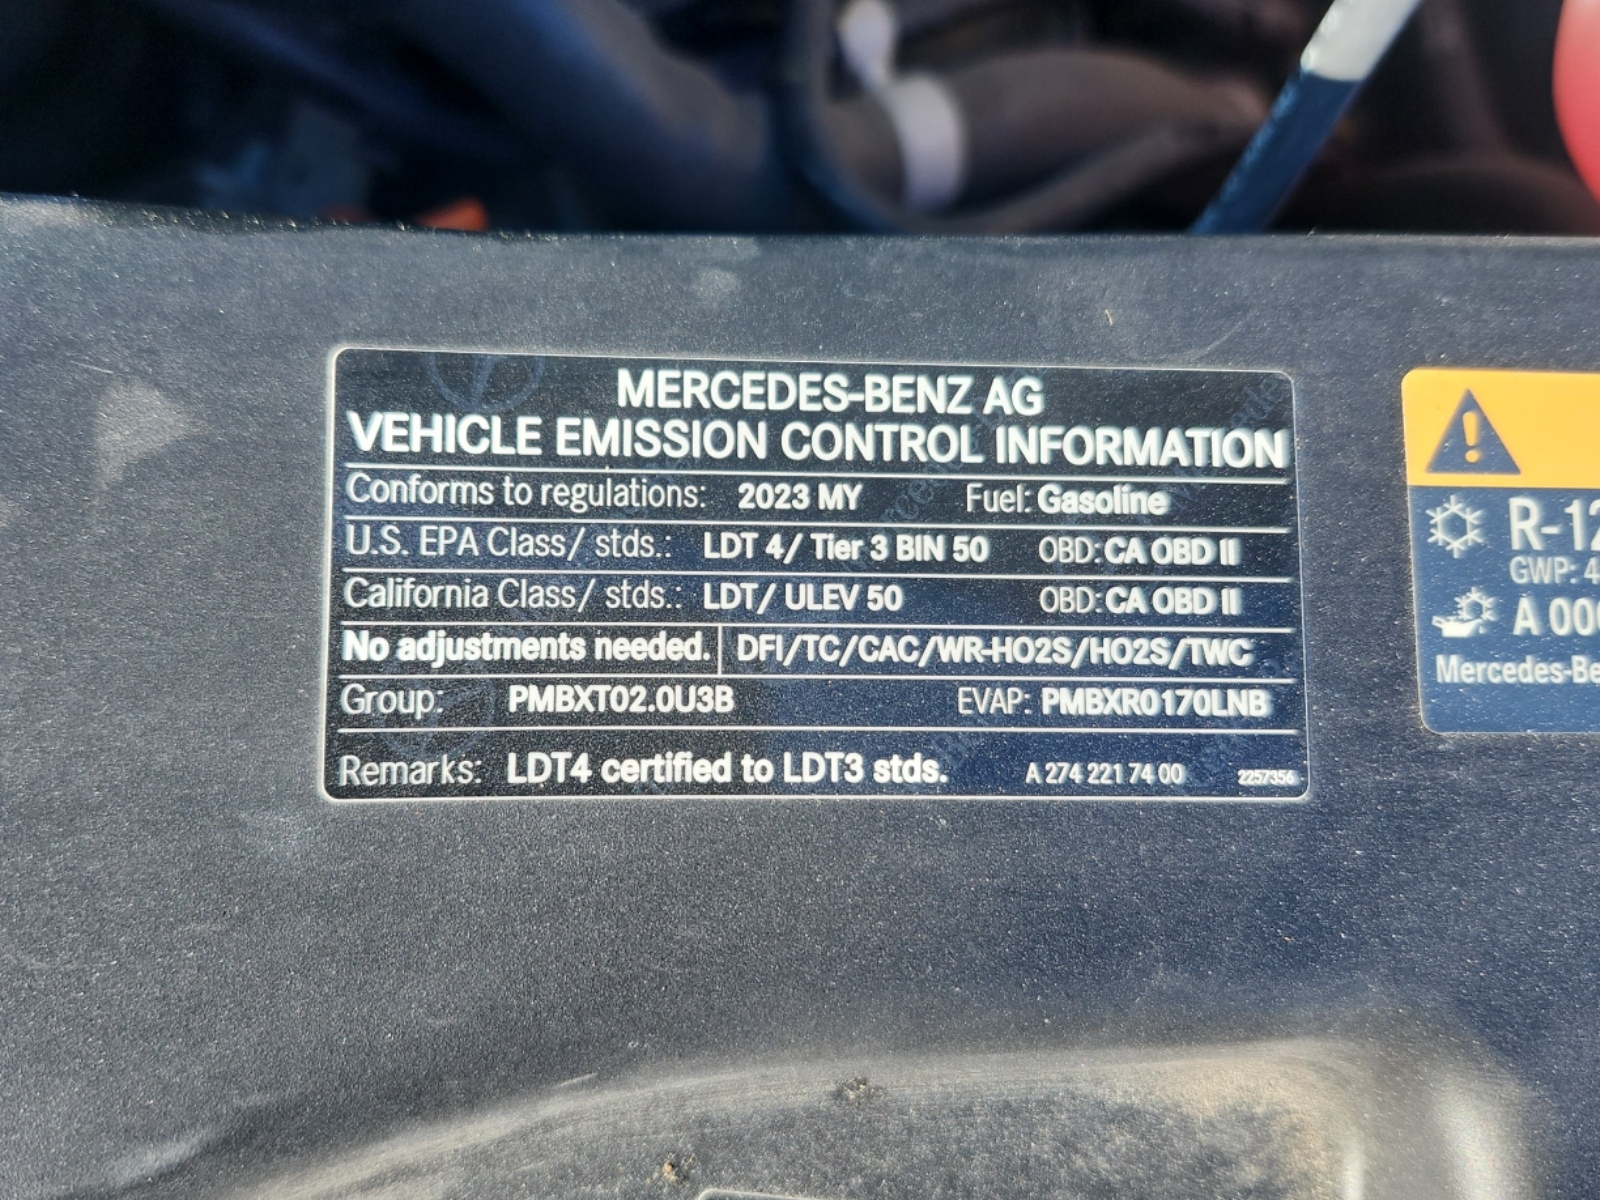 MERCEDES-BENZ AG
VEHICLE EMISSION CONTROL INFORMATION
Conforms to regulations: 2023 MY Fuel: Gasoline
U.S. EPA Class/ stds.: LDT 4/ Tier 3 BIN 50 OBD: CA OBD II
California Class/ stds.: LDT/ ULEV 50 OBD: CA OBD II
No adjustments needed. DFI/TC/CAC/WR-HO2S/HO2S/TWC
Group: PMBXT02.0U3B EVAP: PMBXR0170LNB
Remarks: LDT4 certified to LDT3 stds. A 274 221 74 00 2257356
R-12
GWP: 4
A 000
Mercedes-Be